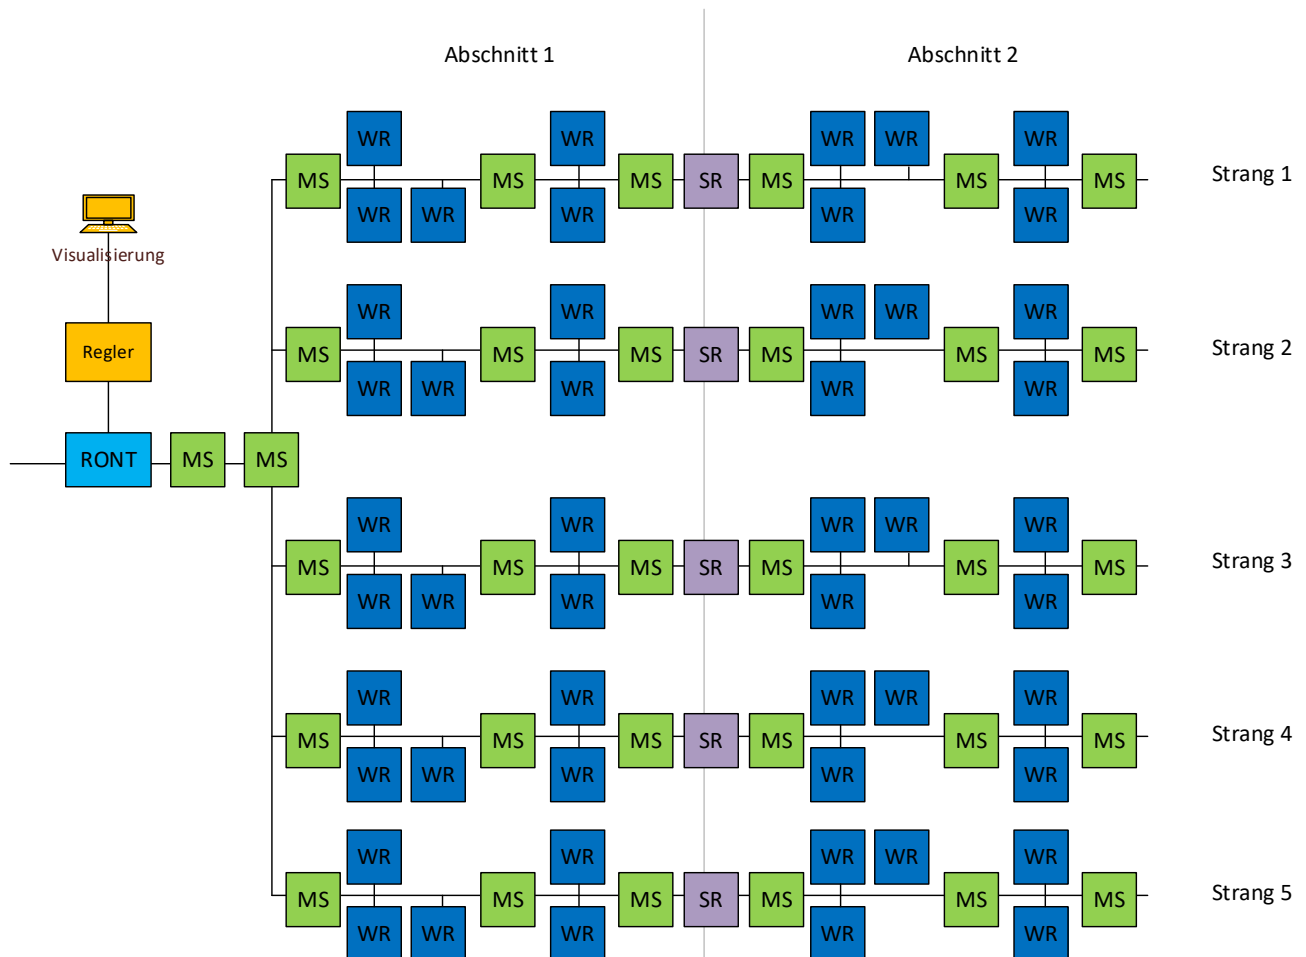 Abschnitt 1 Abschnitt 2
WR WR WR WR WR
MS MS MS SR MS MS MS Strang 1
WR WR WR WR WR
Visualisierung
WR WR WR WR WR
Regler MS MS MS SR MS MS MS Strang 2
WR WR WR WR WR
RONT MS MS
WR WR WR WR WR
MS MS MS SR MS MS MS Strang 3
WR WR WR WR WR
WR WR WR WR WR
MS MS MS SR MS MS MS Strang 4
WR WR WR WR WR
WR WR WR WR WR
MS MS MS SR MS MS MS Strang 5
WR WR WR WR WR